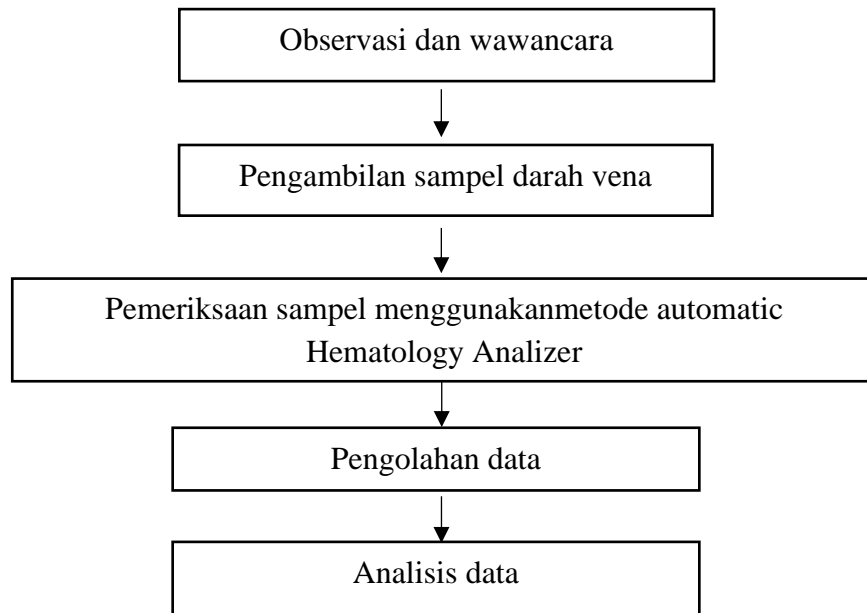 Observasi dan wawancara
Pengambilan sampel darah vena
Pemeriksaan sampel menggunakanmetode automatic
Hematology Analizer
Pengolahan data
Analisis data